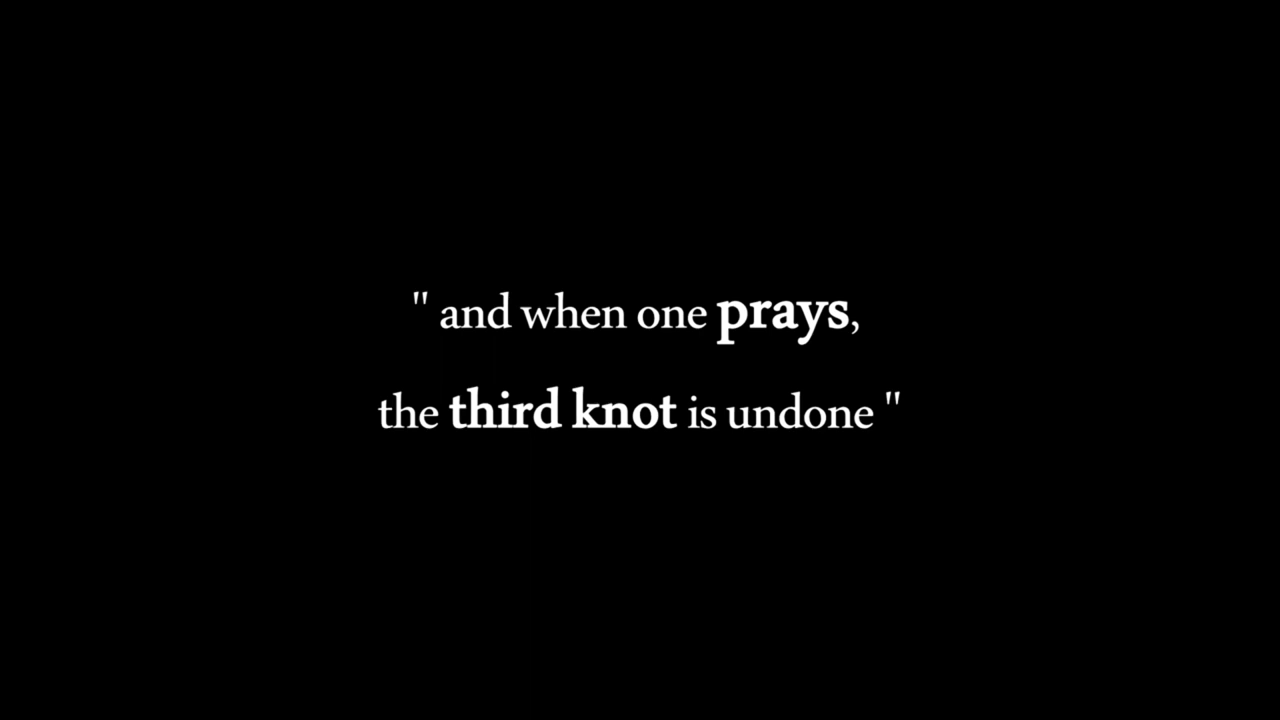 " and when one prays,
the third knot is undone "